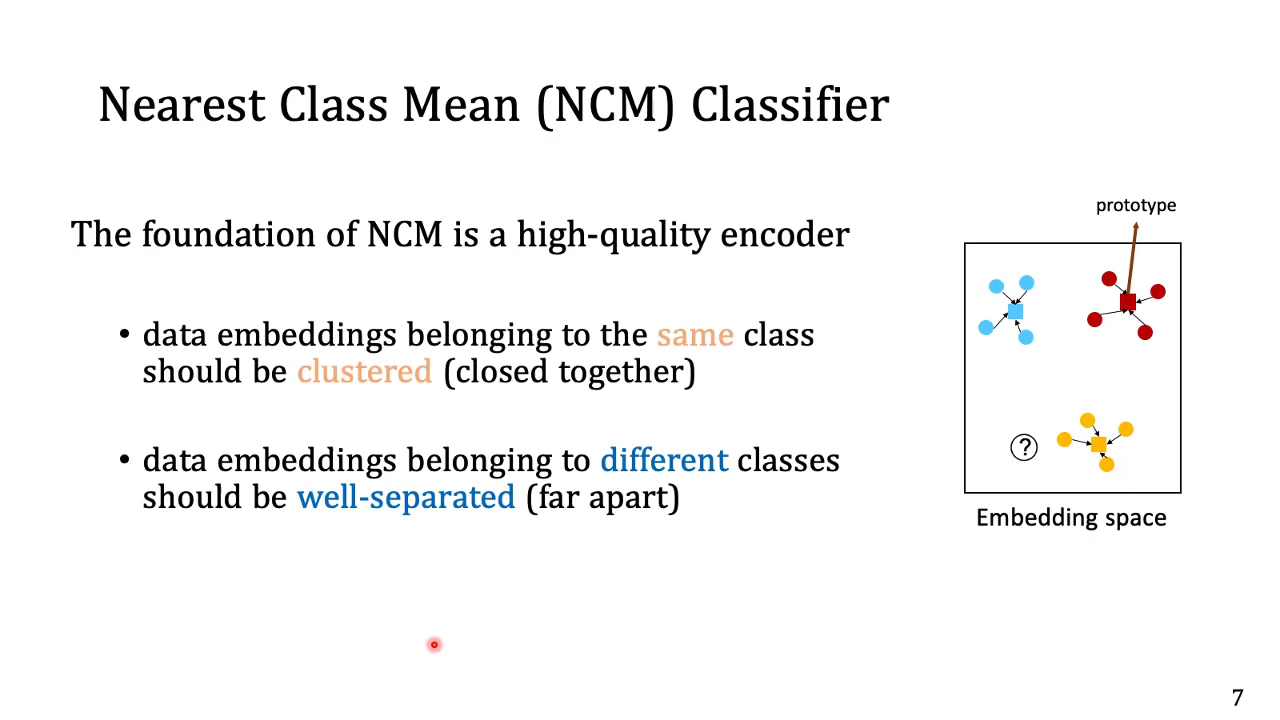 Nearest Class Mean (NCM) Classifier
The foundation of NCM is a high-quality encoder
• data embeddings belonging to the same class
should be clustered (closed together)
• data embeddings belonging to different classes
should be well-separated (far apart)
prototype
?
Embedding space
7